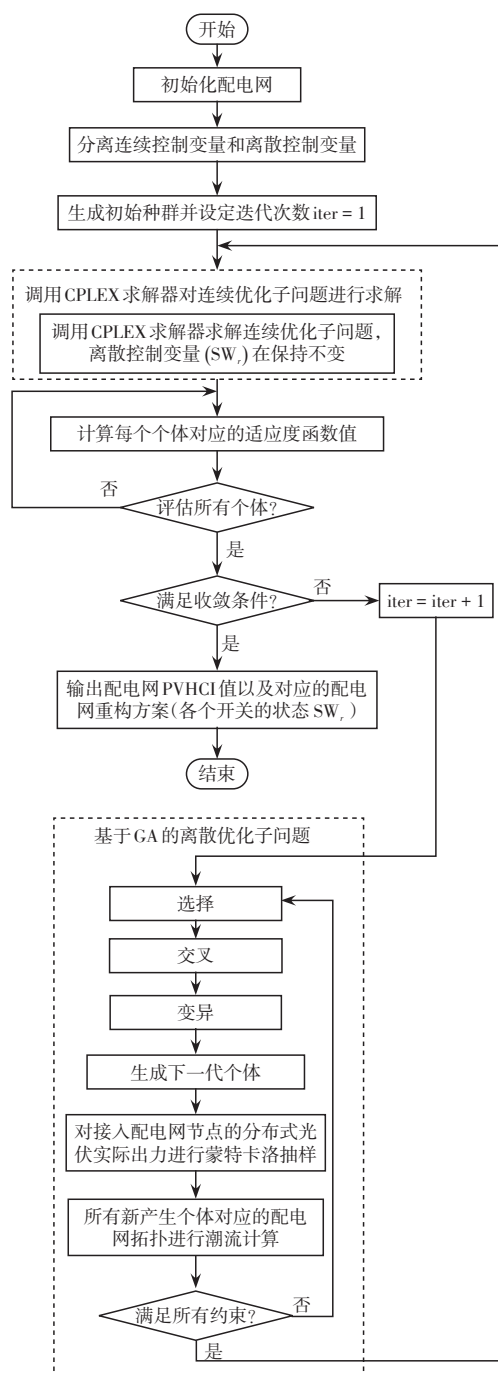 开始
初始化配电网
分离连续控制变量和离散控制变量
生成初始种群并设定迭代次数iter = 1
调用CPLEX求解器对连续优化子问题进行求解
调用CPLEX求解器求解连续优化子问题,
离散控制变量(SWr)在保持不变
计算每个个体对应的适应度函数值
否
评估所有个体?
是
满足收敛条件?
否
iter = iter + 1
是
输出配电网PVHCI值以及对应的配电
网重构方案(各个开关的状态SWr)
结束
基于GA的离散优化子问题
选择
交叉
变异
生成下一代个体
对接入配电网节点的分布式光
伏实际出力进行蒙特卡洛抽样
所有新产生个体对应的配电
网拓扑进行潮流计算
满足所有约束?
否
是